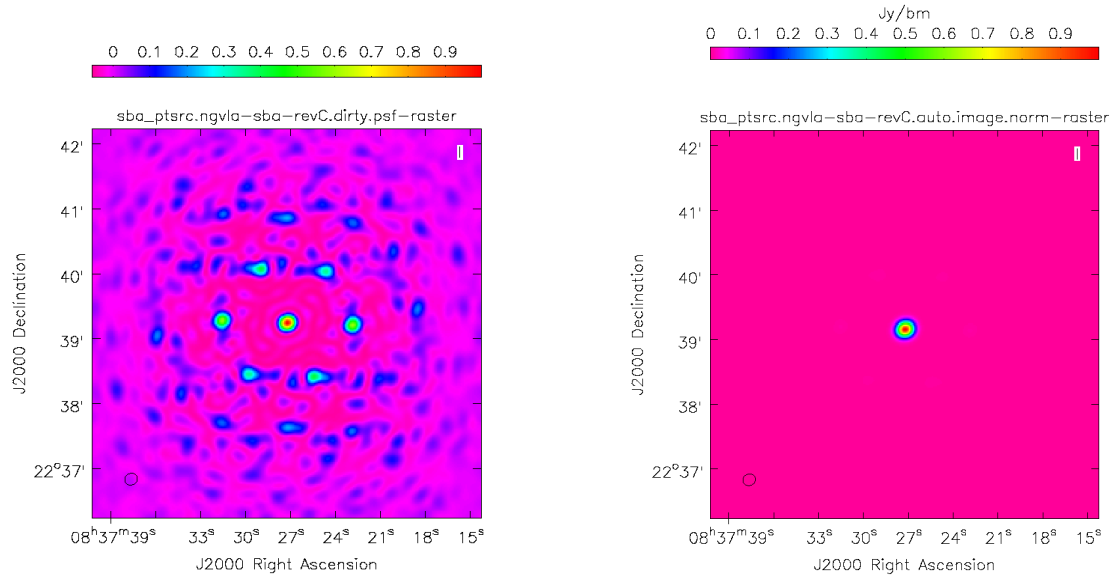 0 0.1 0.2 0.3 0.4 0.5 0.6 0.7 0.8 0.9
sba_ptsrc.ngvla-sba-revC.dirty.psf-raster
I
42'
41'
40'
39'
38'
22°37'
J2000 Declination
08ʰ37ᵐ39ˢ 33ˢ 30ˢ 27ˢ 24ˢ 21ˢ 18ˢ 15ˢ
J2000 Right Ascension
Jy/bm
0 0.1 0.2 0.3 0.4 0.5 0.6 0.7 0.8 0.9
sba_ptsrc.ngvla-sba-revC.auto.image.norm-raster
I
42'
41'
40'
39'
38'
22°37'
J2000 Declination
08ʰ37ᵐ39ˢ 33ˢ 30ˢ 27ˢ 24ˢ 21ˢ 18ˢ 15ˢ
J2000 Right Ascension